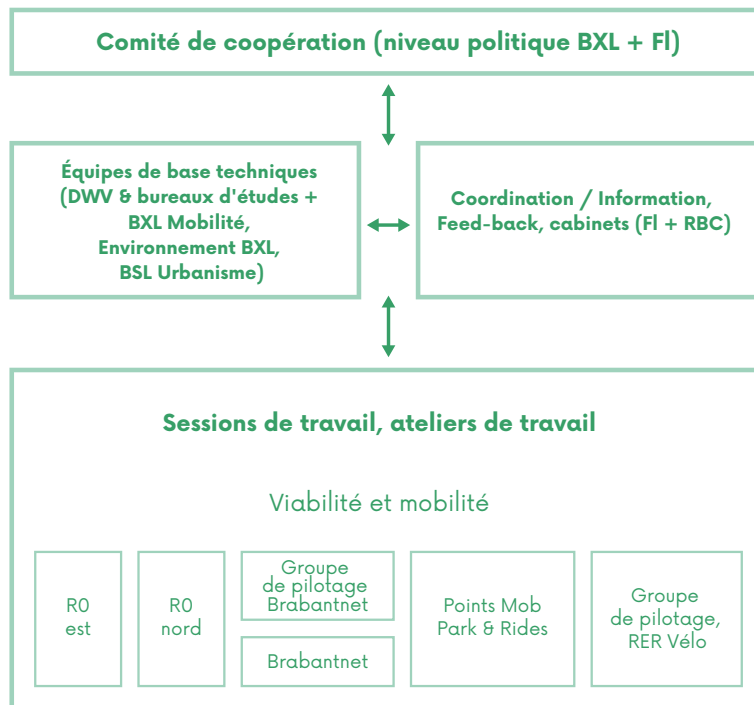 Comité de coopération (niveau politique BXL + Fl)
Équipes de base techniques
(DWV & bureaux d'études +
BXL Mobilité,
Environnement BXL,
BSL Urbanisme)
Coordination / Information,
Feed-back, cabinets (Fl + RBC)
Sessions de travail, ateliers de travail
Viabilité et mobilité
R0
est
R0
nord
Groupe
de pilotage
Brabantnet
Brabantnet
Points Mob
Park & Rides
Groupe
de pilotage,
RER Vélo